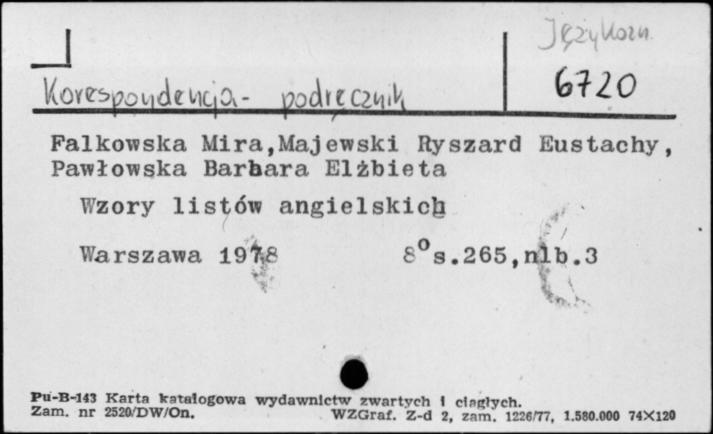 Językozn.
6720
Korespondencja - podręcznik
Falkowska Mira,Majewski Ryszard Eustachy,
Pawłowska Barbara Elżbieta
Wzory listów angielskich
Warszawa 1978 8° s.265,nlb.3
Pu-B-143 Karta katalogowa wydawnictw zwartych i ciągłych.
Zam. nr 2520/DW/On. WZGraf. Z-d 2, zam. 1226/77, 1.580.000 74X120